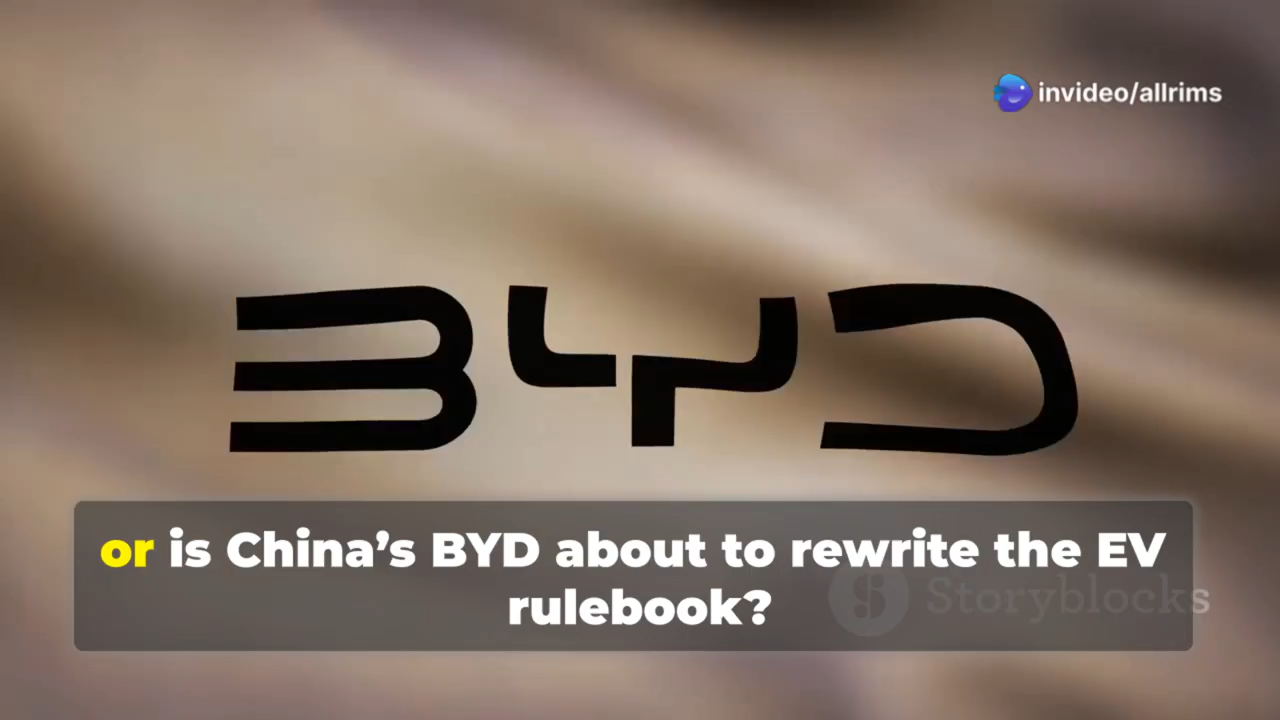 invideo/allrims
BYD
or is China's BYD about to rewrite the EV
rulebook?
Storyblocks